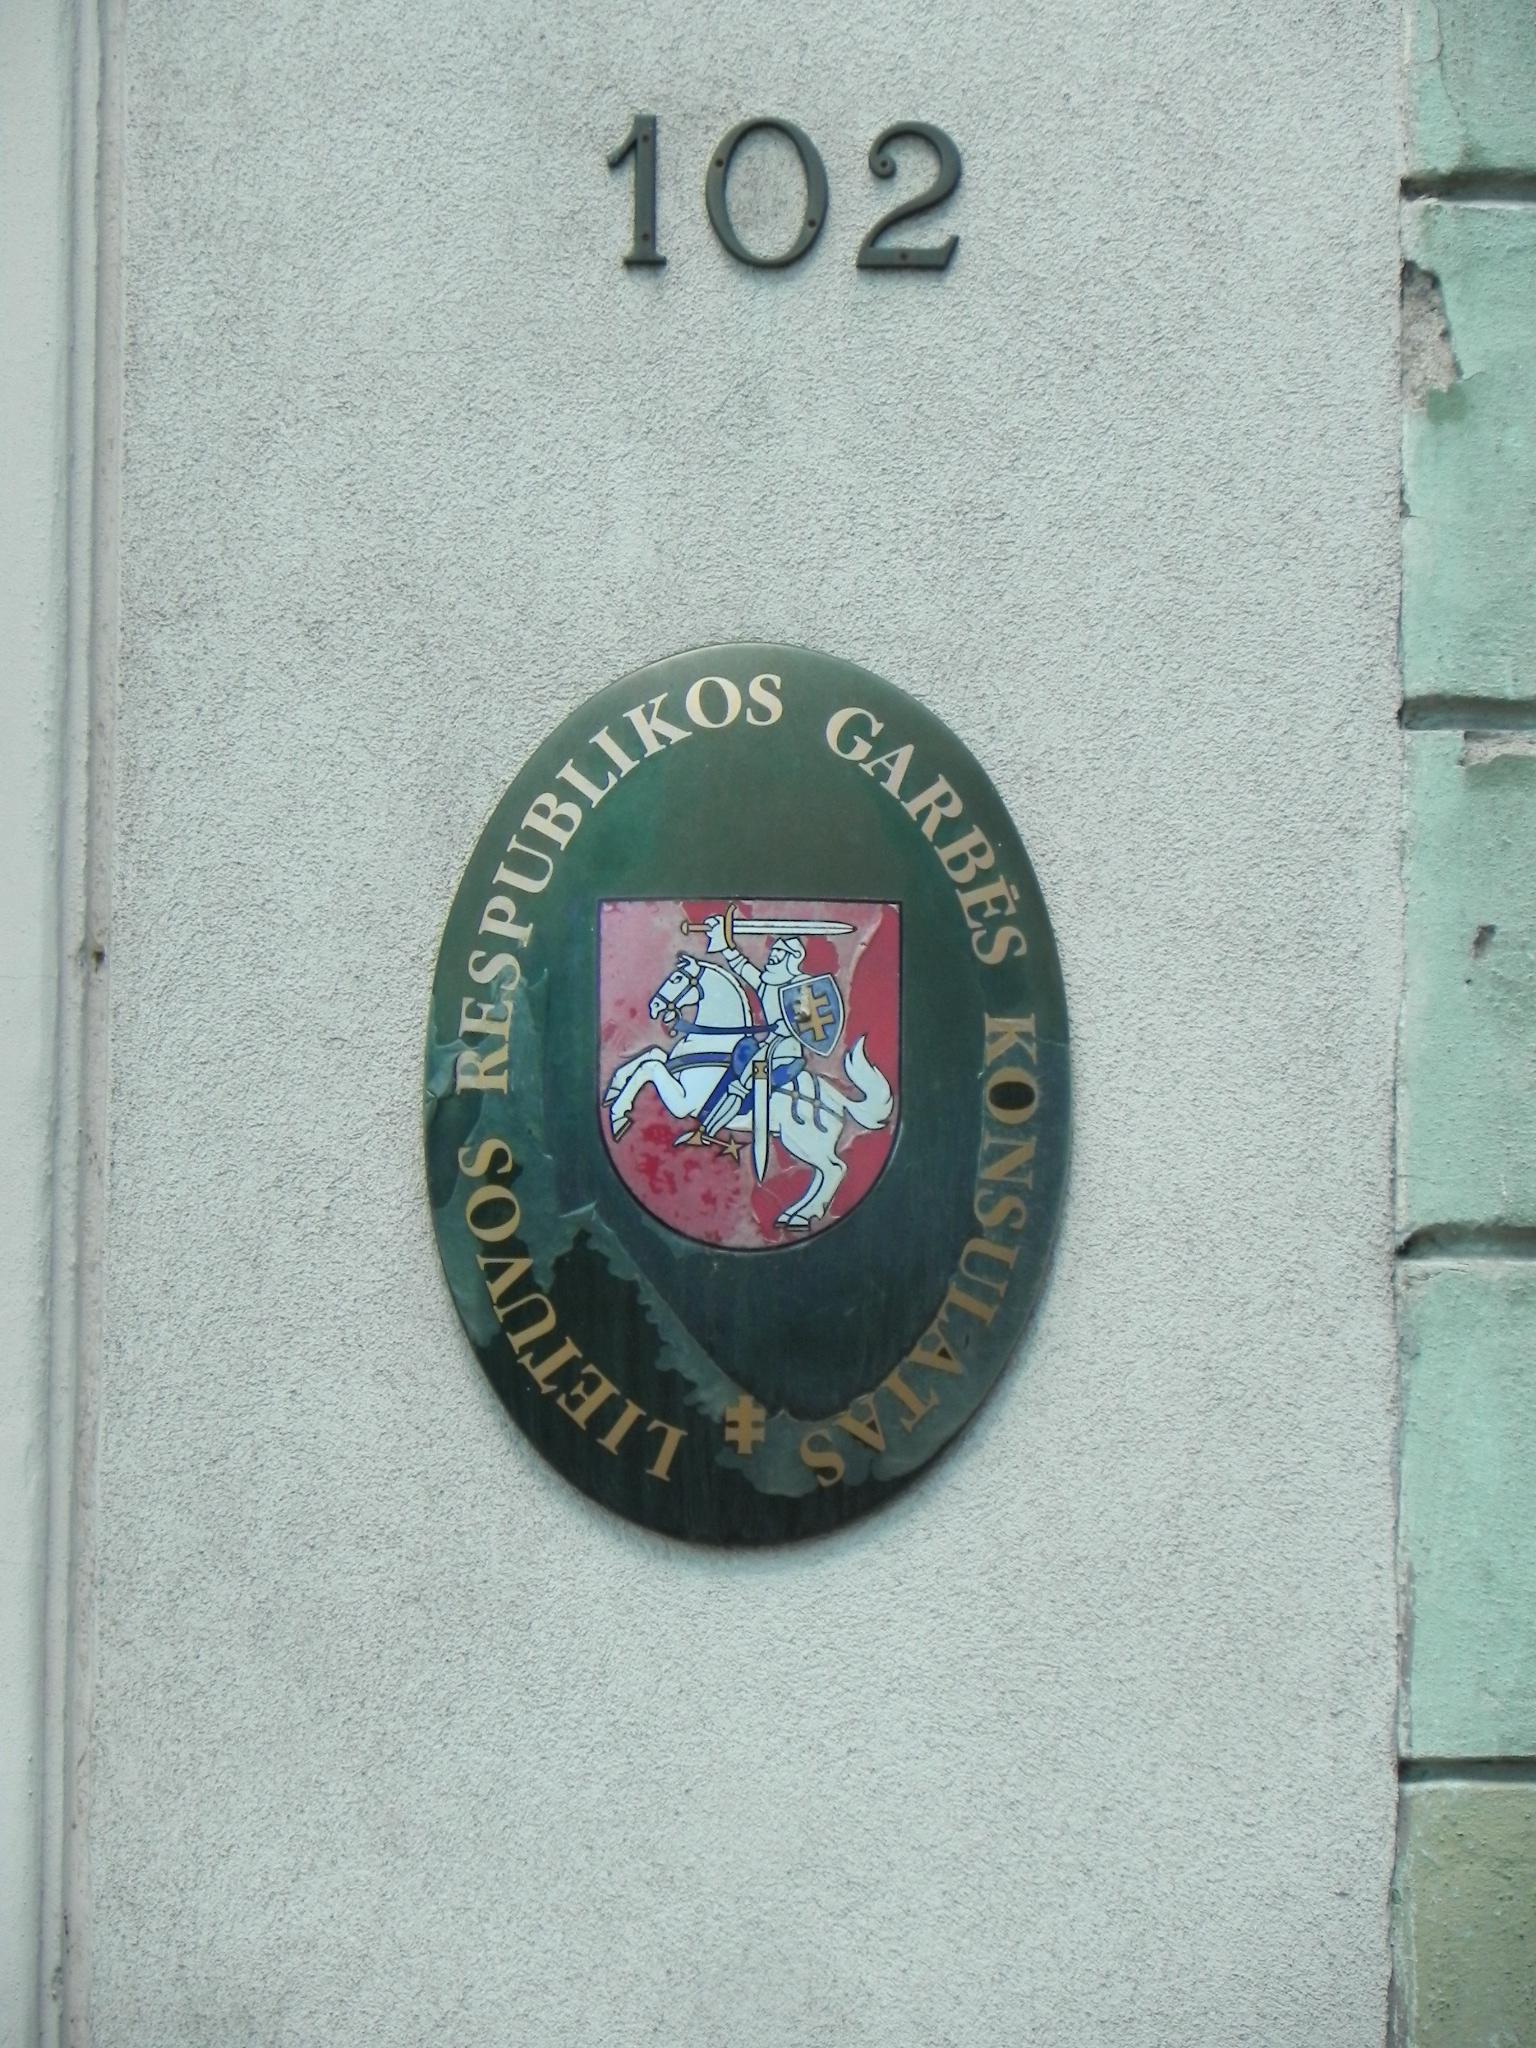 102
LIETUVOS RESPUBLIKOS GARBĖS KONSULATAS